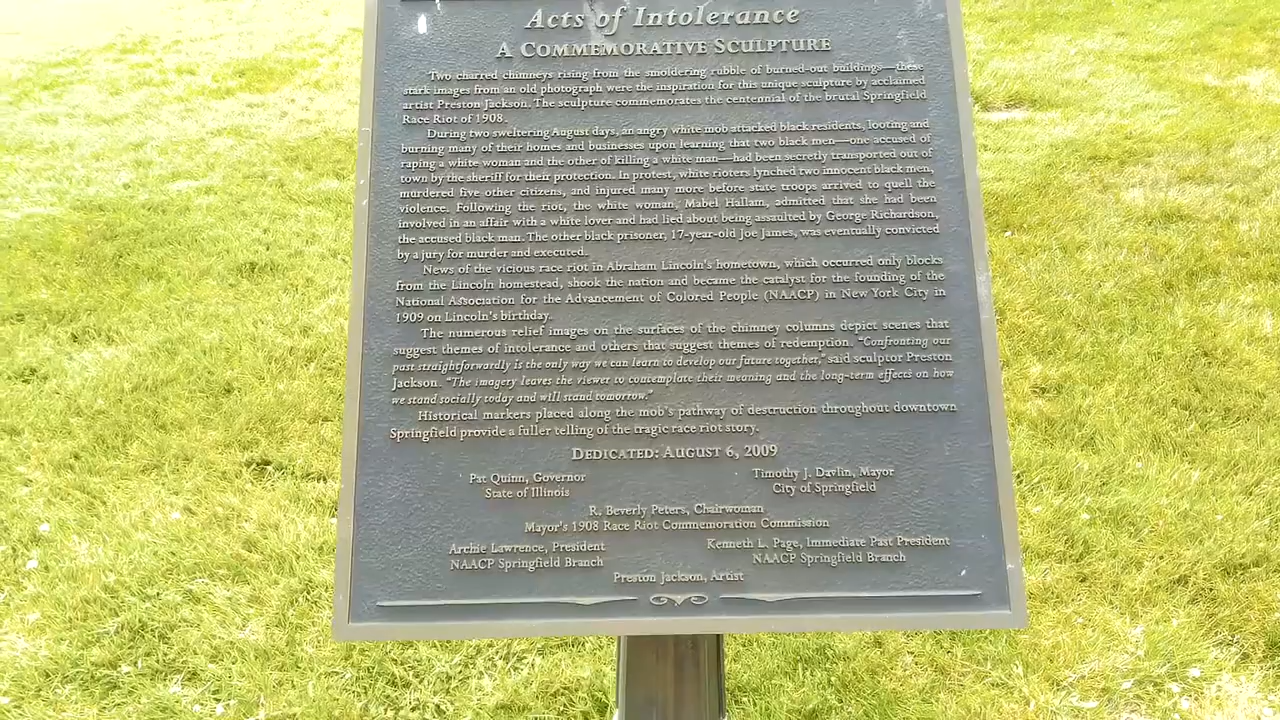 Acts of Intolerance
A COMMEMORATIVE SCULPTURE
Two charred chimneys rising from the smoldering rubble of burned-out buildings—these
stark images from an old photograph were the inspiration for this unique sculpture by acclaimed
artist Preston Jackson. The sculpture commemorates the centennial of the brutal Springfield
Race Riot of 1908.
During two sweltering August days, an angry white mob attacked black residents, looting and
burning many of their homes and businesses upon learning that two black men—one accused of
raping a white woman and the other of killing a white man—had been secretly transported out of
town by the sheriff for their protection. In protest, white rioters lynched two innocent black men,
murdered five other citizens, and injured many more before state troops arrived to quell the
violence. Following the riot, the white woman, Mabel Hallam, admitted that she had been
involved in an affair with a white lover and had lied about being assaulted by George Richardson,
the accused black man. The other black prisoner, 17-year-old Joe James, was eventually convicted
by a jury for murder and executed.
News of the vicious race riot in Abraham Lincoln's hometown, which occurred only blocks
from the Lincoln homestead, shook the nation and became the catalyst for the founding of the
National Association for the Advancement of Colored People (NAACP) in New York City in
1909 on Lincoln's birthday.
The numerous relief images on the surfaces of the chimney columns depict scenes that
suggest themes of intolerance and others that suggest themes of redemption. "Confronting our
past straightforwardly is the only way we can learn to develop our future together," said sculptor Preston
Jackson. "The imagery leaves the viewer to contemplate their meaning and the long-term effects on how
we stand socially today and will stand tomorrow."
Historical markers placed along the mob's pathway of destruction throughout downtown
Springfield provide a fuller telling of the tragic race riot story.
DEDICATED: AUGUST 6, 2009
Pat Quinn, Governor
State of Illinois
Timothy J. Davlin, Mayor
City of Springfield
R. Beverly Peters, Chairwoman
Mayor's 1908 Race Riot Commemoration Commission
Archie Lawrence, President
NAACP Springfield Branch
Kenneth L. Page, Immediate Past President
NAACP Springfield Branch
Preston Jackson, Artist